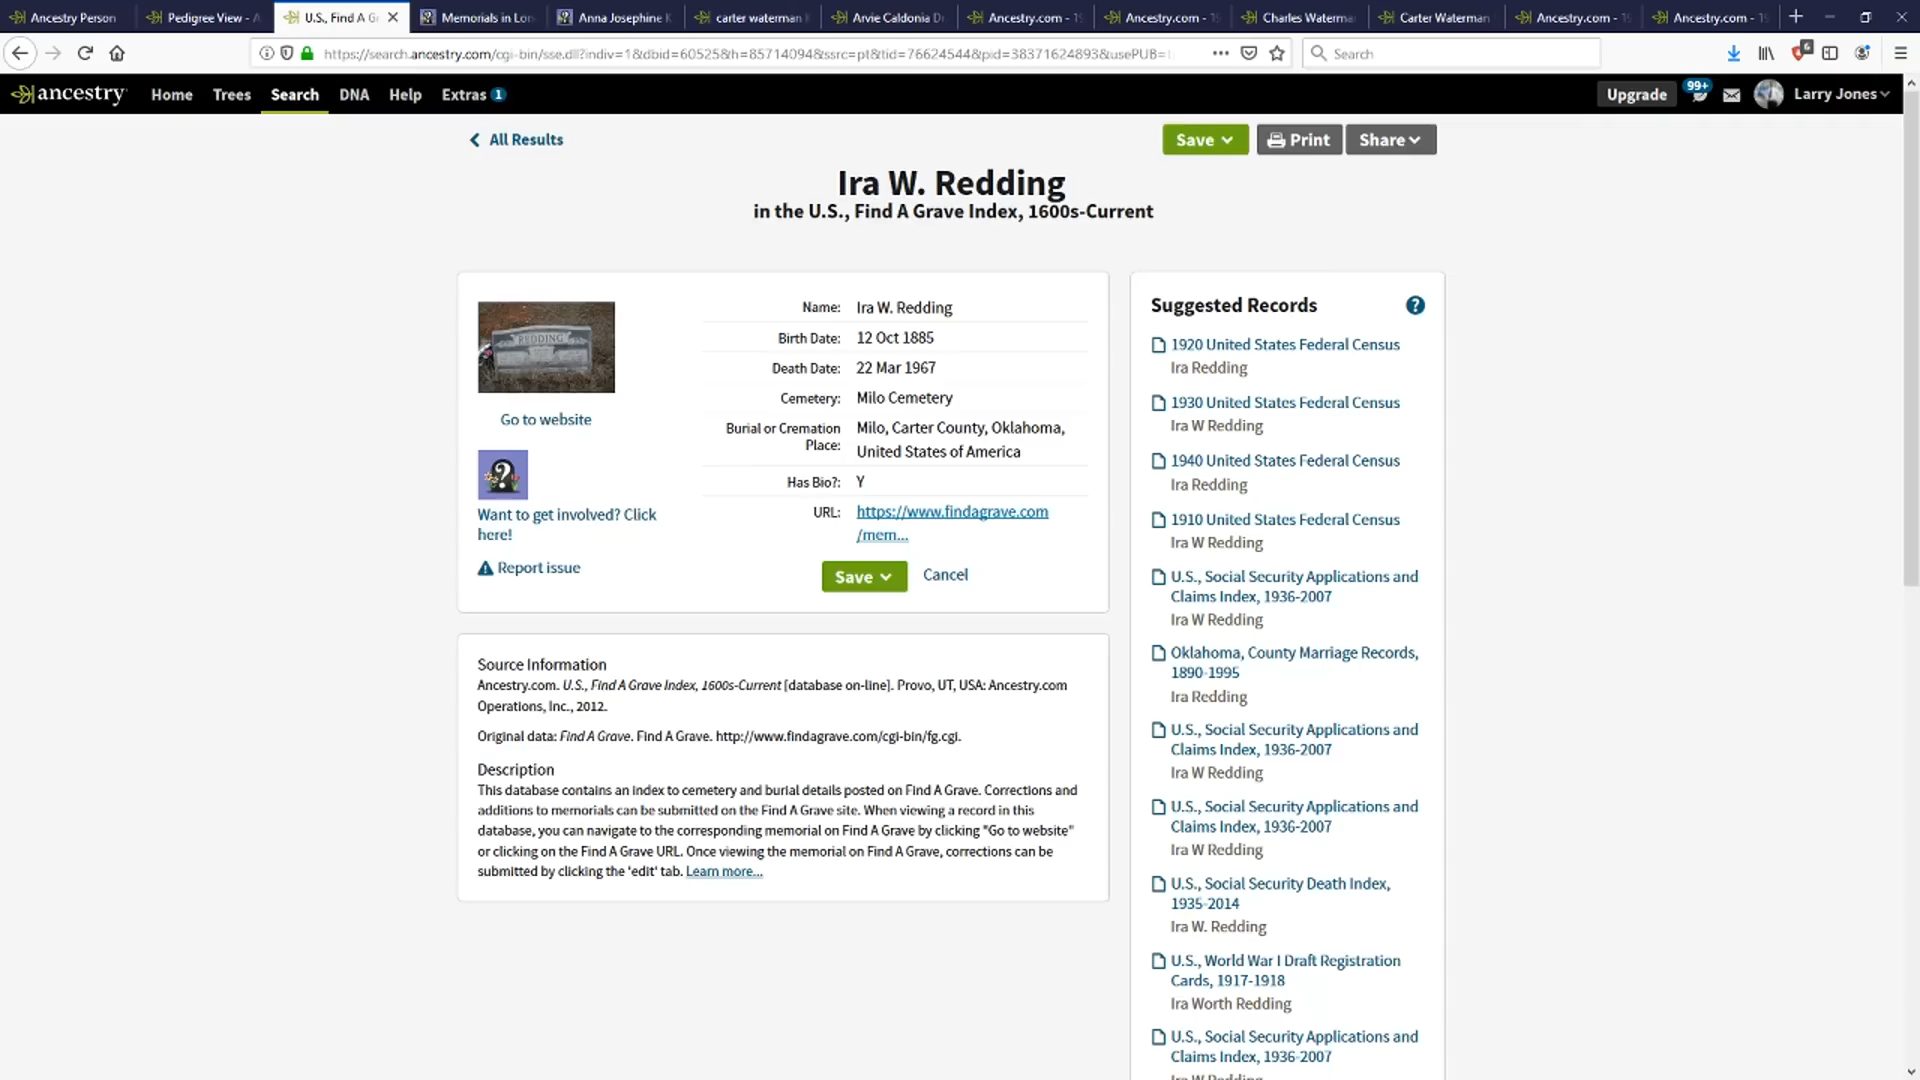 Ancestry Person
Pedigree View - A
U.S., Find A G
Memorials in Lon
Anna Josephine K
carter waterman
Arvie Caldonia D
Ancestry.com - 19
Ancestry.com - 19
Charles Waterma
Carter Waterman
Ancestry.com - 19
Ancestry.com - 19
https://search.ancestry.com/cgi-bin/sse.dll?indiv=1&dbid=60525&h=85714094&ssrc=pt&tid=76624544&pid=38371624893&usePUB=
Search
6
ancestry
Home
Trees
Search
DNA
Help
Extras 1
Upgrade
99+
Larry Jones
All Results
Save
Print
Share
Ira W. Redding
in the U.S., Find A Grave Index, 1600s-Current
REDDING
Go to website
?
Want to get involved? Click
here!
Report issue
Name: Ira W. Redding
Birth Date: 12 Oct 1885
Death Date: 22 Mar 1967
Cemetery: Milo Cemetery
Burial or Cremation Milo, Carter County, Oklahoma,
Place: United States of America
Has Bio?: Y
URL: https://www.findagrave.com
/mem...
Save
Cancel
Source Information
Ancestry.com. U.S., Find A Grave Index, 1600s-Current [database on-line]. Provo, UT, USA: Ancestry.com
Operations, Inc., 2012.
Original data: Find A Grave. Find A Grave. http://www.findagrave.com/cgi-bin/fg.cgi.
Description
This database contains an index to cemetery and burial details posted on Find A Grave. Corrections and
additions to memorials can be submitted on the Find A Grave site. When viewing a record in this
database, you can navigate to the corresponding memorial on Find A Grave by clicking "Go to website"
or clicking on the Find A Grave URL. Once viewing the memorial on Find A Grave, corrections can be
submitted by clicking the 'edit' tab. Learn more...
Suggested Records
?
1920 United States Federal Census
Ira Redding
1930 United States Federal Census
Ira W Redding
1940 United States Federal Census
Ira Redding
1910 United States Federal Census
Ira W Redding
U.S., Social Security Applications and
Claims Index, 1936-2007
Ira W Redding
Oklahoma, County Marriage Records,
1890-1995
Ira Redding
U.S., Social Security Applications and
Claims Index, 1936-2007
Ira W Redding
U.S., Social Security Applications and
Claims Index, 1936-2007
Ira W Redding
U.S., Social Security Death Index,
1935-2014
Ira W. Redding
U.S., World War I Draft Registration
Cards, 1917-1918
Ira Worth Redding
U.S., Social Security Applications and
Claims Index, 1936-2007
Ira W Redding